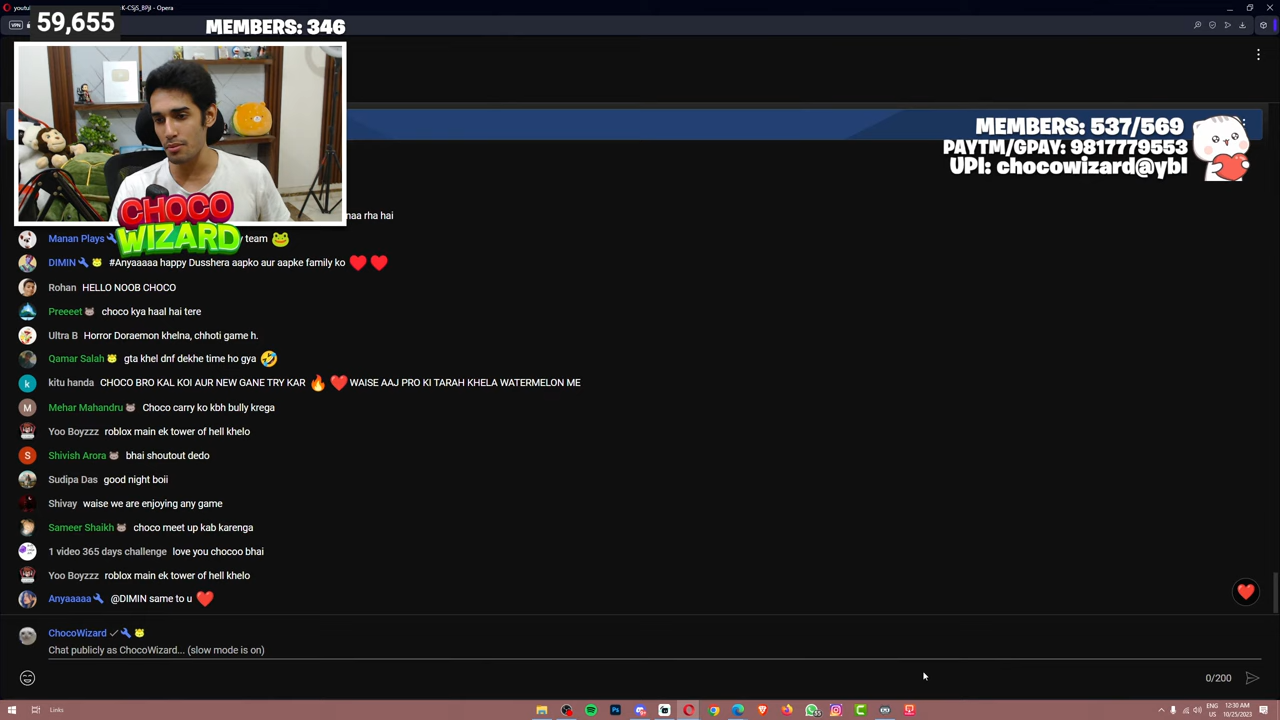 K-CSjS_8PjI - Opera
VPN
59,655
MEMBERS: 346
MEMBERS: 537/569
PAYTM/GPAY: 9817779553
UPI: chocowizard@ybl
CHOCO
WIZARD
naa rha hai
Manan Plays team 🐸
DIMIN #Anyaaaaa happy Dusshera aapko aur aapke family ko ❤️ ❤️
Rohan HELLO NOOB CHOCO
Preeeet choco kya haal hai tere
Ultra B Horror Doraemon khelna, chhoti game h.
Qamar Salah gta khel dnf dekhe time ho gya 🤣
k kitu handa CHOCO BRO KAL KOI AUR NEW GANE TRY KAR 🔥 ❤️ WAISE AAJ PRO KI TARAH KHELA WATERMELON ME
M Mehar Mahandru Choco carry ko kbh bully krega
Yoo Boyzzz roblox main ek tower of hell khelo
S Shivish Arora bhai shoutout dedo
Sudipa Das good night boii
Shivay waise we are enjoying any game
Sameer Shaikh choco meet up kab karenga
1 video 365 days challenge love you chocoo bhai
Yoo Boyzzz roblox main ek tower of hell khelo
Anyaaaaa @DIMIN same to u ❤️
ChocoWizard
Chat publicly as ChocoWizard... (slow mode is on)
0/200
Links
ENG
US
12:30 AM
10/25/2023